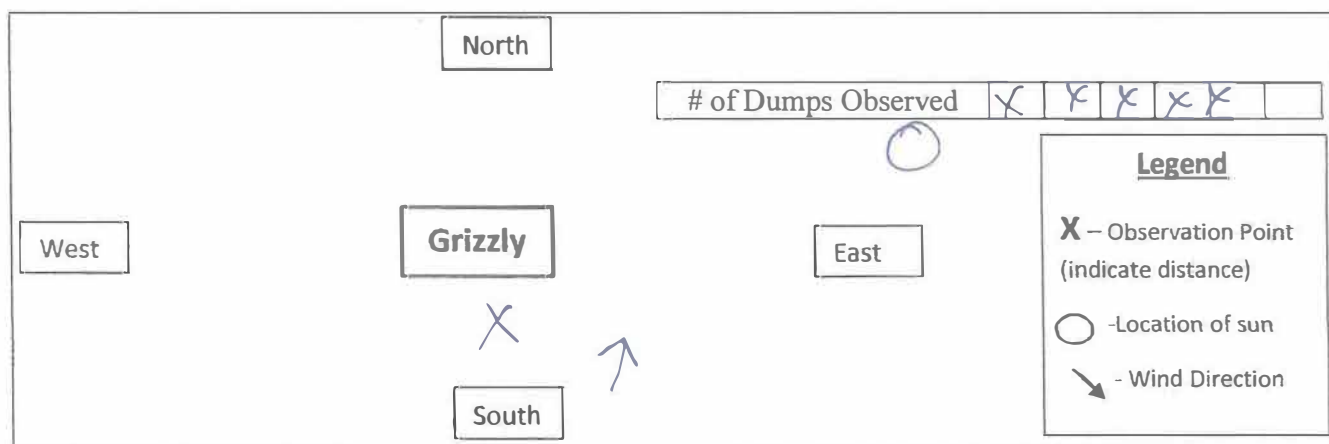 North
# of Dumps Observed X X X X X
Legend
West
Grizzly
East
X – Observation Point
(indicate distance)
X
-Location of sun
- Wind Direction
South